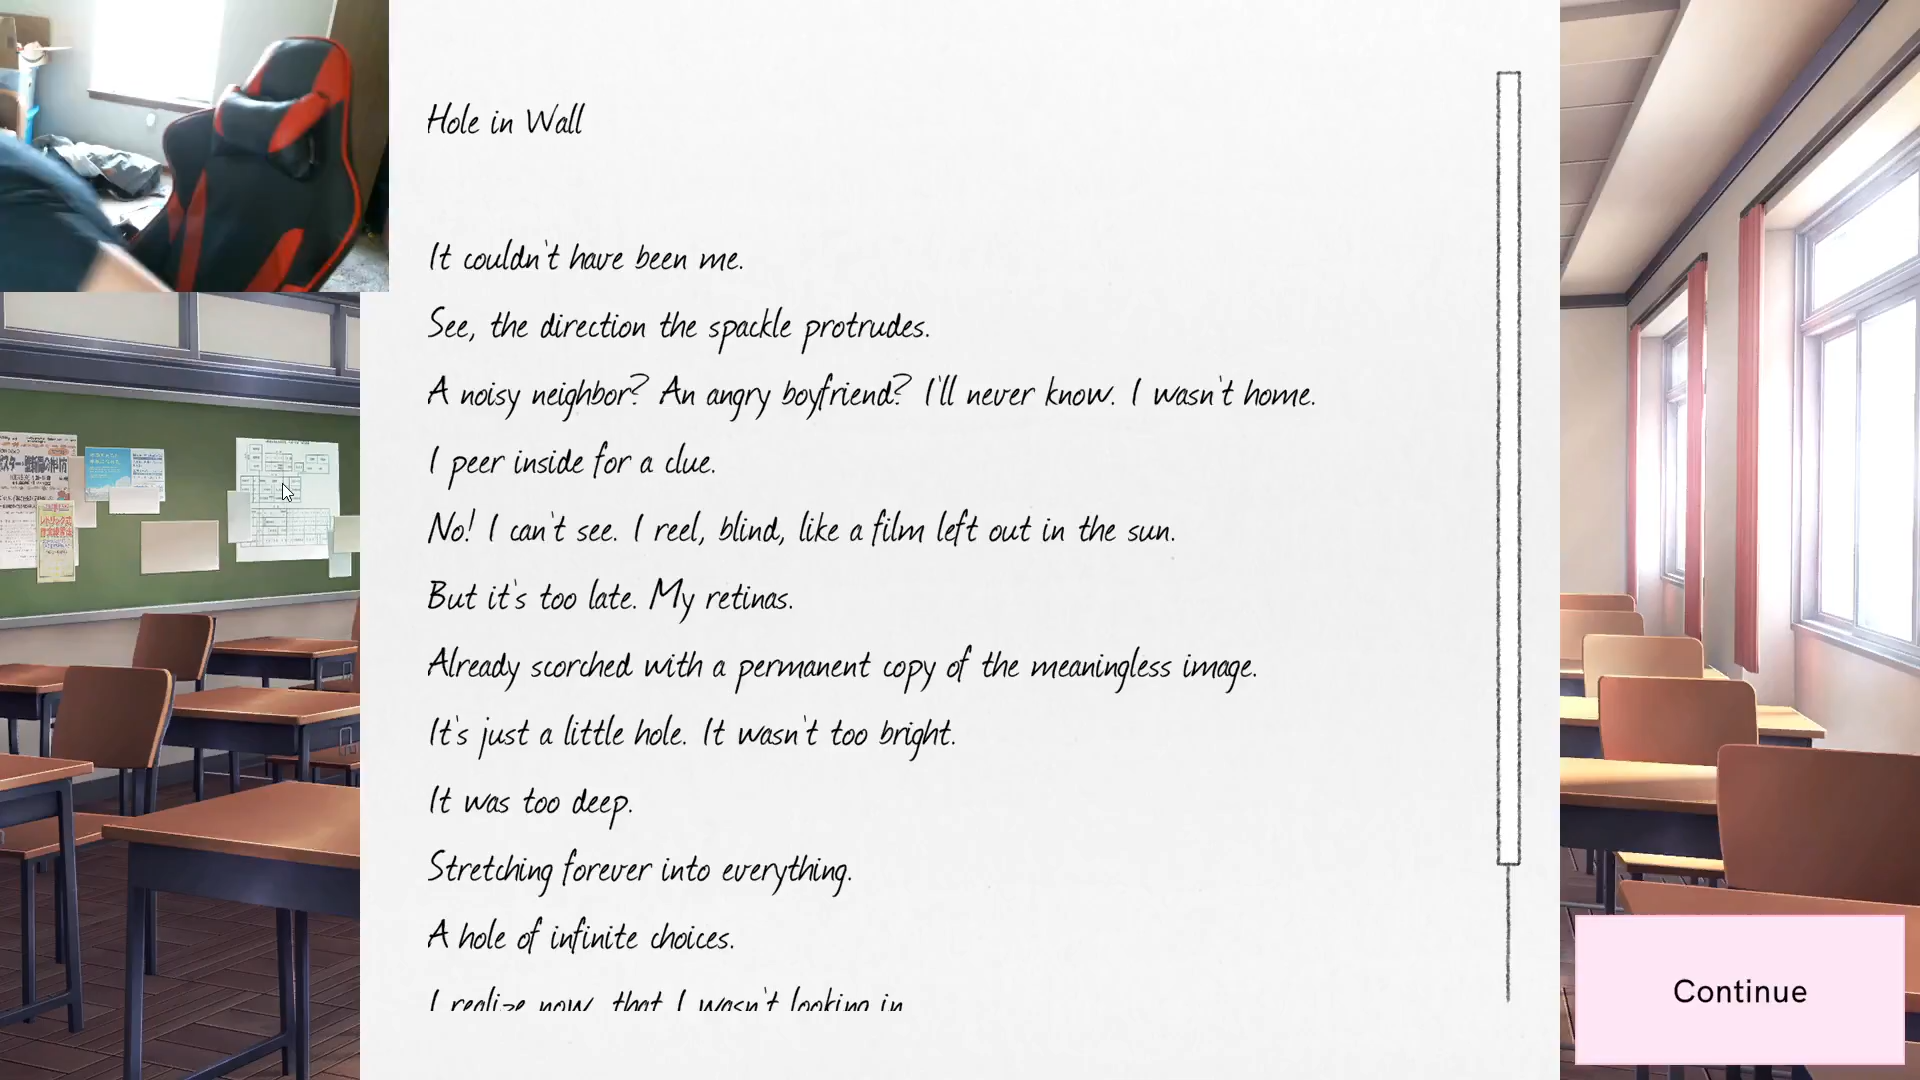 Hole in Wall
It couldn't have been me.
See, the direction the spackle protrudes.
A noisy neighbor? An angry boyfriend? I'll never know. I wasn't home.
I peer inside for a clue.
No! I can't see. I reel, blind, like a film left out in the sun.
But it's too late. My retinas.
Already scorched with a permanent copy of the meaningless image.
It's just a little hole. It wasn't too bright.
It was too deep.
Stretching forever into everything.
A hole of infinite choices.
I realize now, that I wasn't looking in
Continue